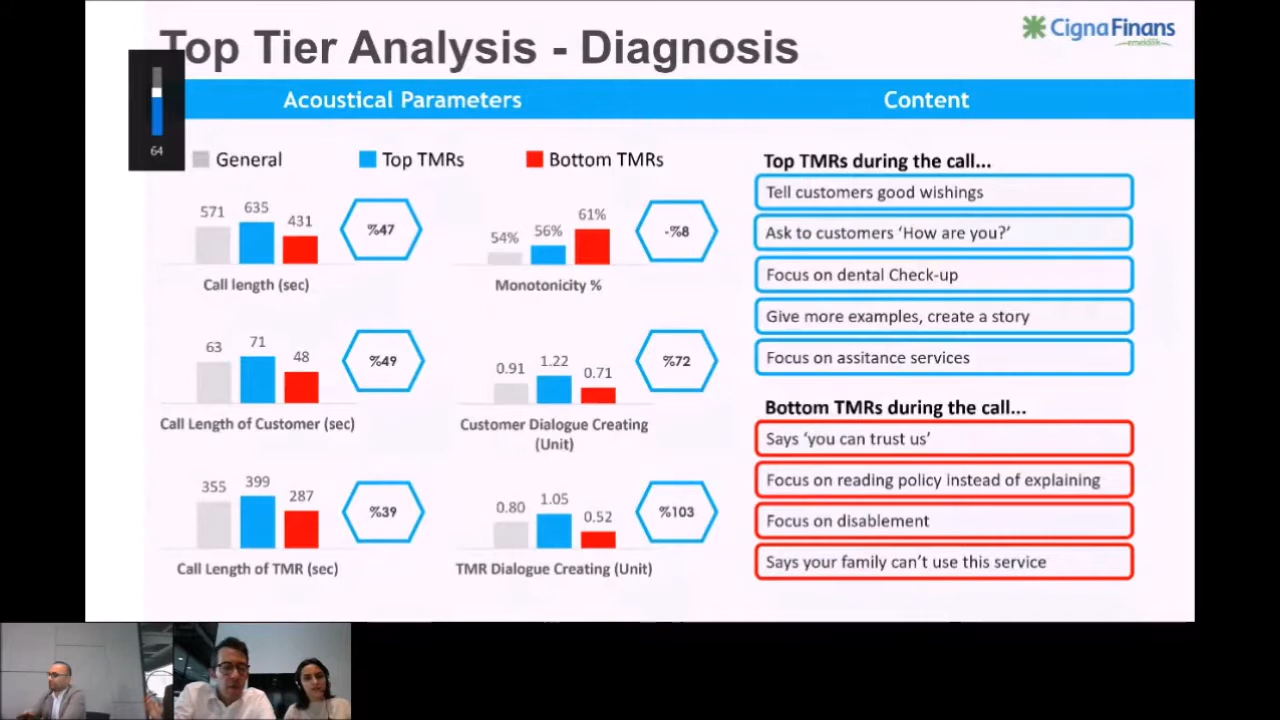 Top Tier Analysis - Diagnosis
CignaFinans
emeklilik
64
Acoustical Parameters
Content
General
Top TMRs
Bottom TMRs
571
635
431
%47
Call length (sec)
54%
56%
61%
-%8
Monotonicity %
63
71
48
%49
Call Length of Customer (sec)
0.91
1.22
0.71
%72
Customer Dialogue Creating
(Unit)
355
399
287
%39
Call Length of TMR (sec)
0.80
1.05
0.52
%103
TMR Dialogue Creating (Unit)
Top TMRs during the call...
Tell customers good wishings
Ask to customers ‘How are you?’
Focus on dental Check-up
Give more examples, create a story
Focus on assitance services
Bottom TMRs during the call...
Says ‘you can trust us’
Focus on reading policy instead of explaining
Focus on disablement
Says your family can’t use this service